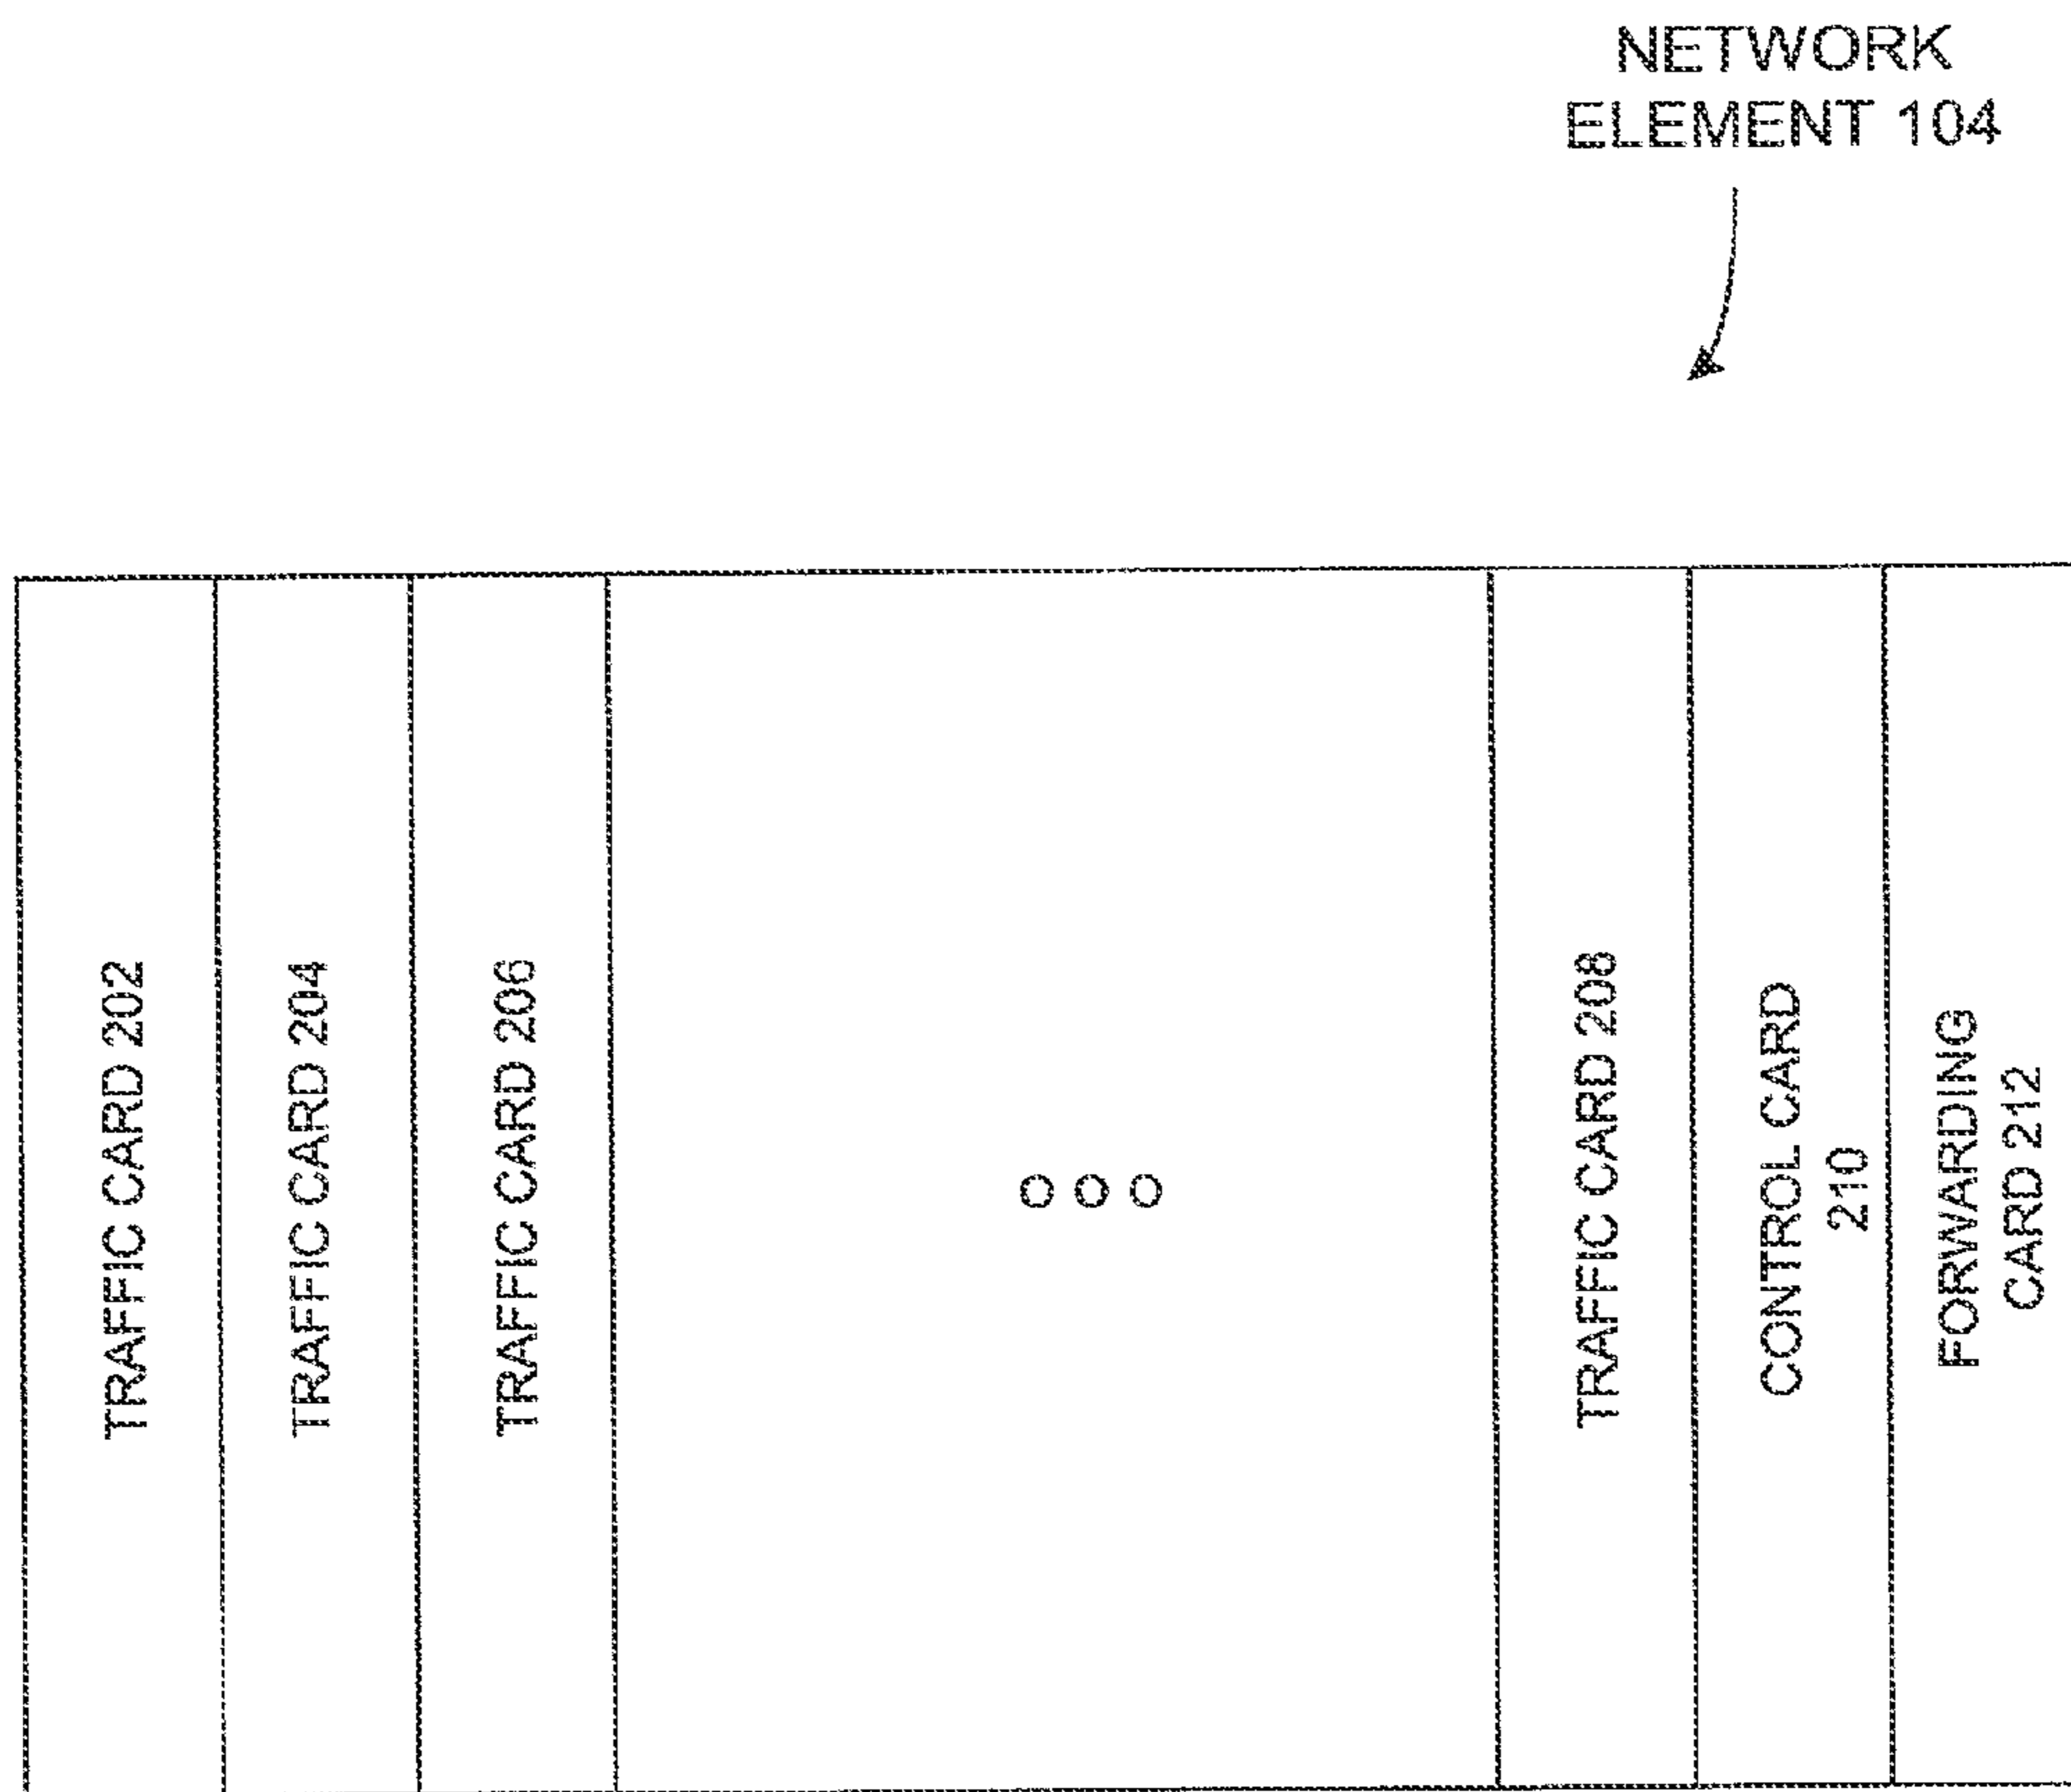 NETWORK
ELEMENT 104
TRAFFIC CARD 202
TRAFFIC CARD 204
TRAFFIC CARD 206
TRAFFIC CARD 208
CONTROL CARD
210
FORWARDING
CARD 212